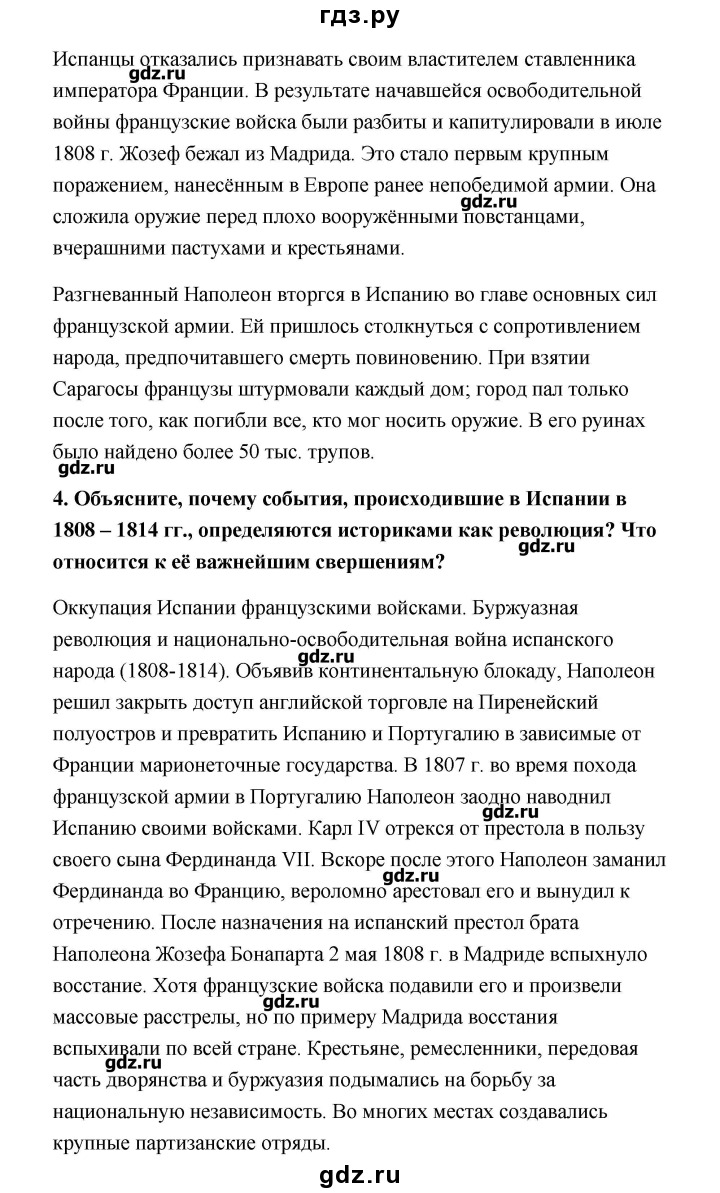 гдз.ру
Испанцы отказались признавать своим властителем ставленника
gdz.ru
императора Франции. В результате начавшейся освободительной
войны французские войска были разбиты и капитулировали в июле
1808 г. Жозеф бежал из Мадрида. Это стало первым крупным
поражением, нанесённым в Европе ранее непобедимой армии. Она
gdz.ru
сложила оружие перед плохо вооружёнными повстанцами,
вчерашними пастухами и крестьянами.
Разгневанный Наполеон вторгся в Испанию во главе основных сил
французской армии. Ей пришлось столкнуться с сопротивлением
народа, предпочитавшего смерть повиновению. При взятии
Сарагосы французы штурмовали каждый дом; город пал только
после того, как погибли все, кто мог носить оружие. В его руинах
было найдено более 50 тыс. трупов.
gdz.ru
4. Объясните, почему события, происходившие в Испании в
1808 – 1814 гг., определяются историками как революция? Что
gdz.ru
относится к её важнейшим свершениям?
Оккупация Испании французскими войсками. Буржуазная
революция и национально-освободительная война испанского
gdz.ru
народа (1808-1814). Объявив континентальную блокаду, Наполеон
решил закрыть доступ английской торговле на Пиренейский
полуостров и превратить Испанию и Португалию в зависимые от
Франции марионеточные государства. В 1807 г. во время похода
французской армии в Португалию Наполеон заодно наводнил
gdz.ru
Испанию своими войсками. Карл IV отрекся от престола в пользу
своего сына Фердинанда VII. Вскоре после этого Наполеон заманил
gdz.ru
Фердинанда во Францию, вероломно арестовал его и вынудил к
отречению. После назначения на испанский престол брата
Наполеона Жозефа Бонапарта 2 мая 1808 г. в Мадриде вспыхнуло
восстание. Хотя французские войска подавили его и произвели
gdz.ru
массовые расстрелы, но по примеру Мадрида восстания
вспыхивали по всей стране. Крестьяне, ремесленники, передовая
gdz.ru
часть дворянства и буржуазия подымались на борьбу за
национальную независимость. Во многих местах создавались
крупные партизанские отряды.
gdz.ru